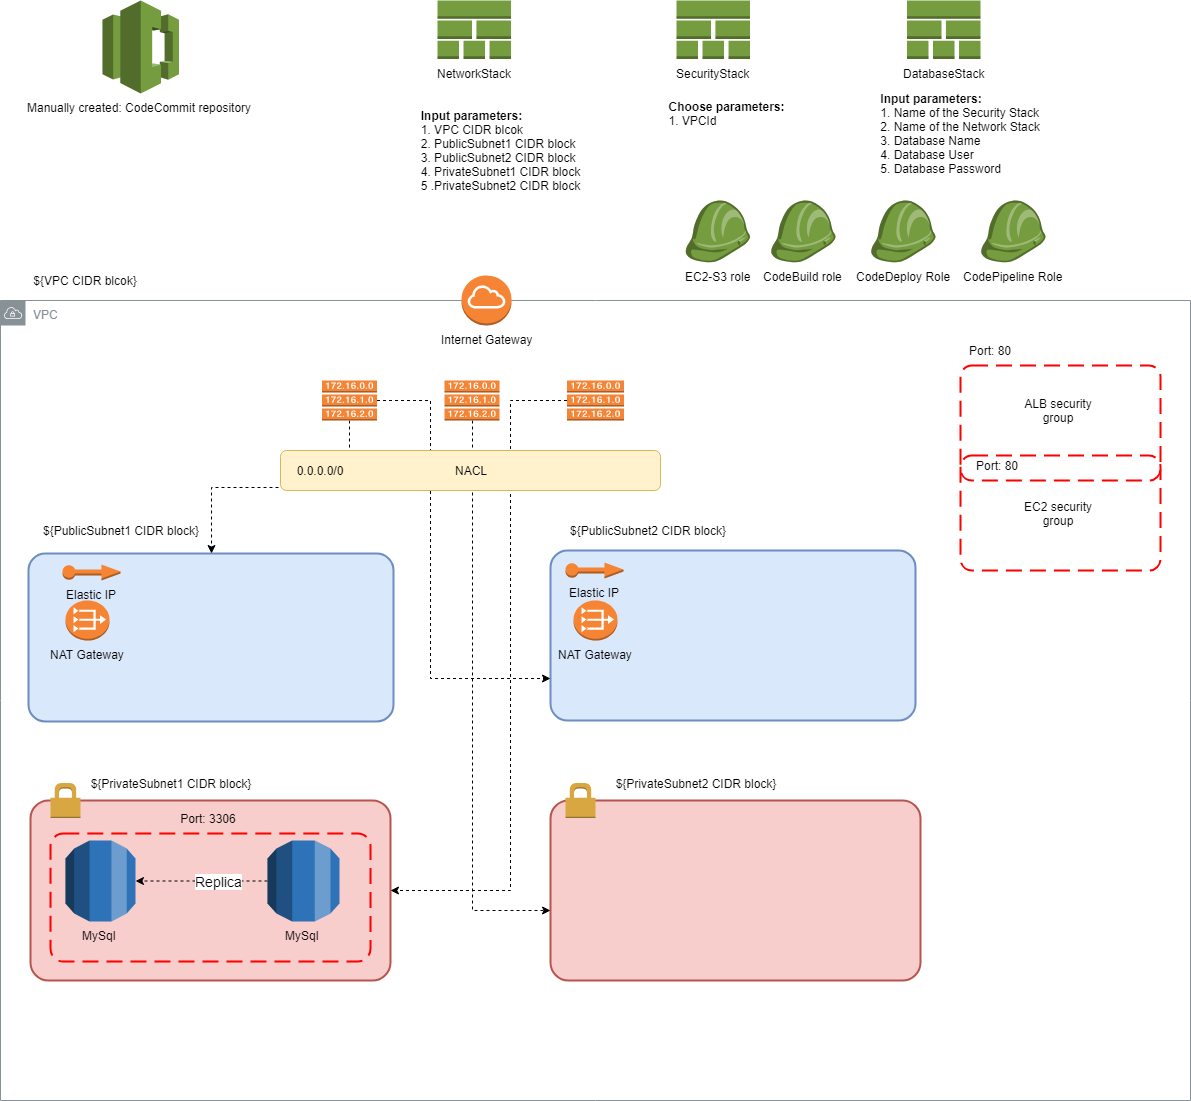 Manually created: CodeCommit repository
NetworkStack
Input parameters:
1. VPC CIDR blcok
2. PublicSubnet1 CIDR block
3. PublicSubnet2 CIDR block
4. PrivateSubnet1 CIDR block
5 .PrivateSubnet2 CIDR block
SecurityStack
Choose parameters:
1. VPCId
DatabaseStack
Input parameters:
1. Name of the Security Stack
2. Name of the Network Stack
3. Database Name
4. Database User
5. Database Password
EC2-S3 role
CodeBuild role
CodeDeploy Role
CodePipeline Role
${VPC CIDR blcok}
VPC
Internet Gateway
172.16.0.0
172.16.1.0
172.16.2.0
172.16.0.0
172.16.1.0
172.16.2.0
172.16.0.0
172.16.1.0
172.16.2.0
Port: 80
ALB security
group
Port: 80
EC2 security
group
0.0.0.0/0
NACL
${PublicSubnet1 CIDR block}
Elastic IP
NAT Gateway
${PublicSubnet2 CIDR block}
Elastic IP
NAT Gateway
${PrivateSubnet1 CIDR block}
Port: 3306
Replica
MySql
MySql
${PrivateSubnet2 CIDR block}